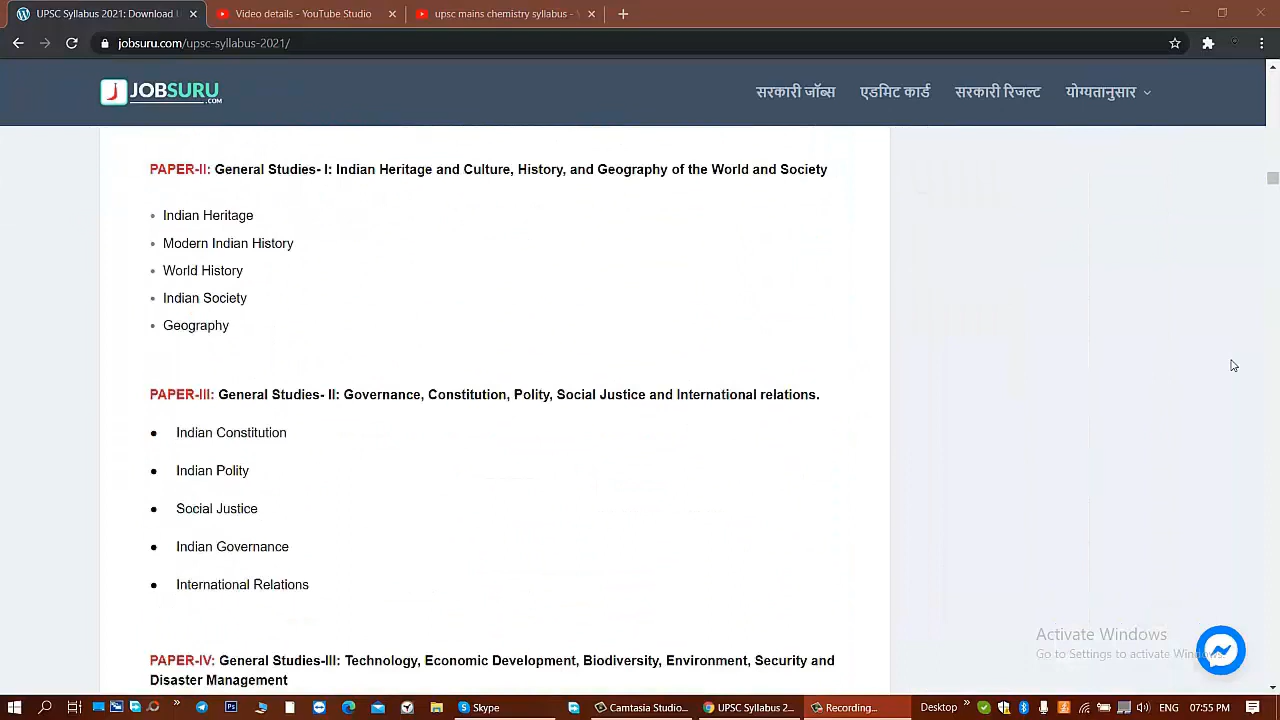 UPSC Syllabus 2021: Download
Video details - YouTube Studio
upsc mains chemistry syllabus -
jobsuru.com/upsc-syllabus-2021/
JOBSURU
.COM
सरकारी जॉब्स
एडमिट कार्ड
सरकारी रिजल्ट
योग्यतानुसार
PAPER-II: General Studies- I: Indian Heritage and Culture, History, and Geography of the World and Society
• Indian Heritage
• Modern Indian History
• World History
• Indian Society
• Geography
PAPER-III: General Studies- II: Governance, Constitution, Polity, Social Justice and International relations.
• Indian Constitution
• Indian Polity
• Social Justice
• Indian Governance
• International Relations
PAPER-IV: General Studies-III: Technology, Economic Development, Biodiversity, Environment, Security and
Disaster Management
Activate Windows
Go to Settings to activate Windows.
Skype
Camtasia Studio...
UPSC Syllabus 2...
Recording...
Desktop
ENG
07:55 PM